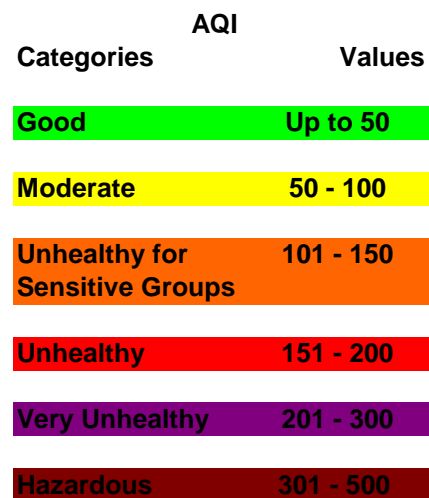 AQI
Categories Values
Good Up to 50
Moderate 50 - 100
Unhealthy for 101 - 150
Sensitive Groups
Unhealthy 151 - 200
Very Unhealthy 201 - 300
Hazardous 301 - 500